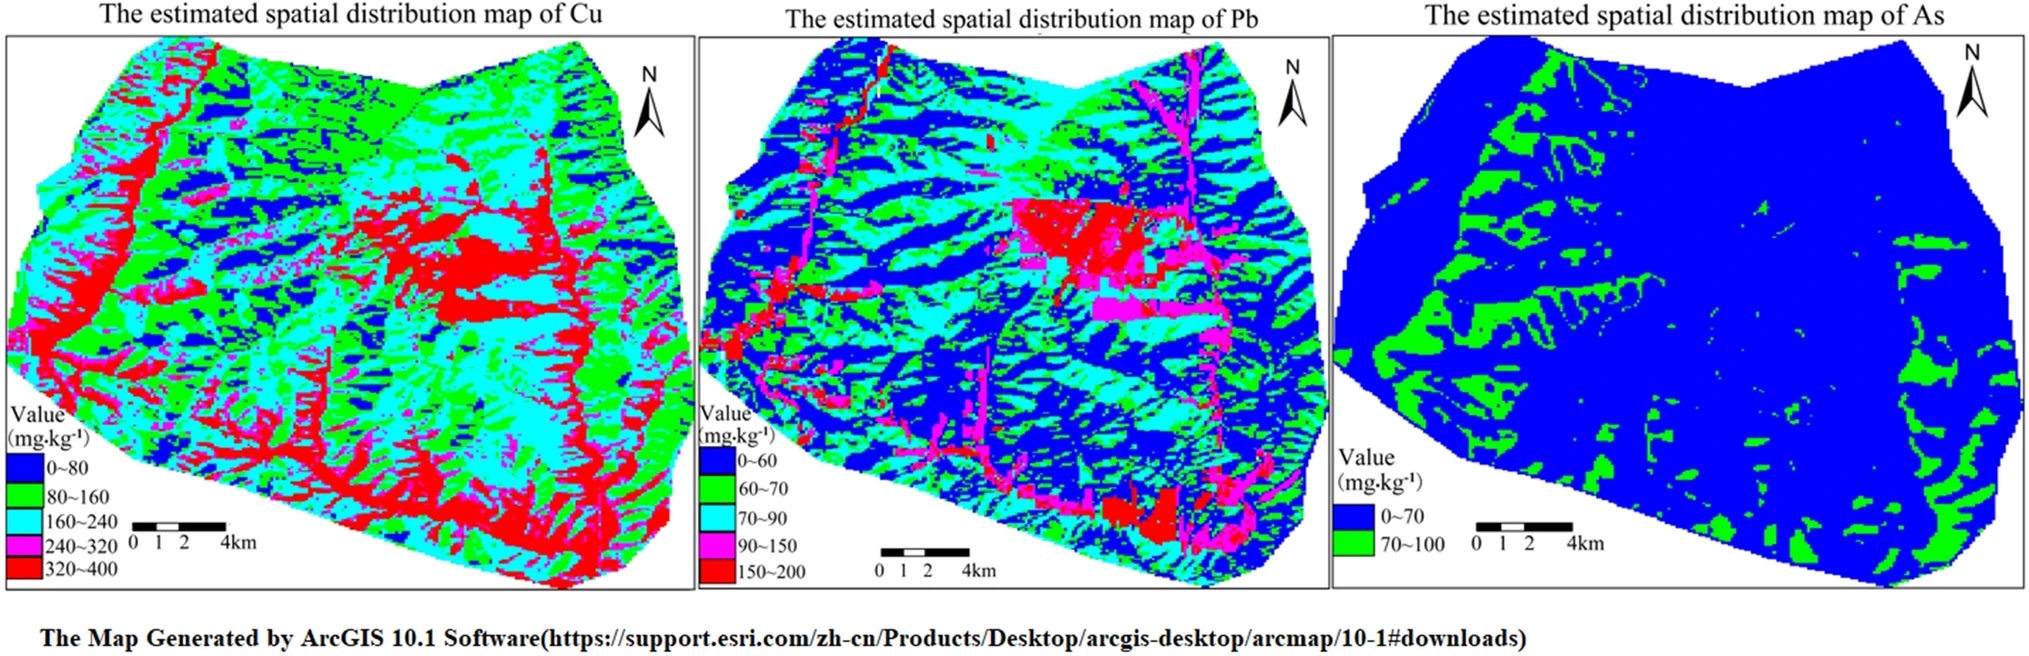 The estimated spatial distribution map of Cu
N
Value
(mg·kg⁻¹)
0~80
80~160
160~240
240~320
320~400
0 1 2 4km
The estimated spatial distribution map of Pb
N
Value
(mg·kg⁻¹)
0~60
60~70
70~90
90~150
150~200
0 1 2 4km
The estimated spatial distribution map of As
N
Value
(mg·kg⁻¹)
0~70
70~100
0 1 2 4km
The Map Generated by ArcGIS 10.1 Software(https://support.esri.com/zh-cn/Products/Desktop/arcgis-desktop/arcmap/10-1#downloads)